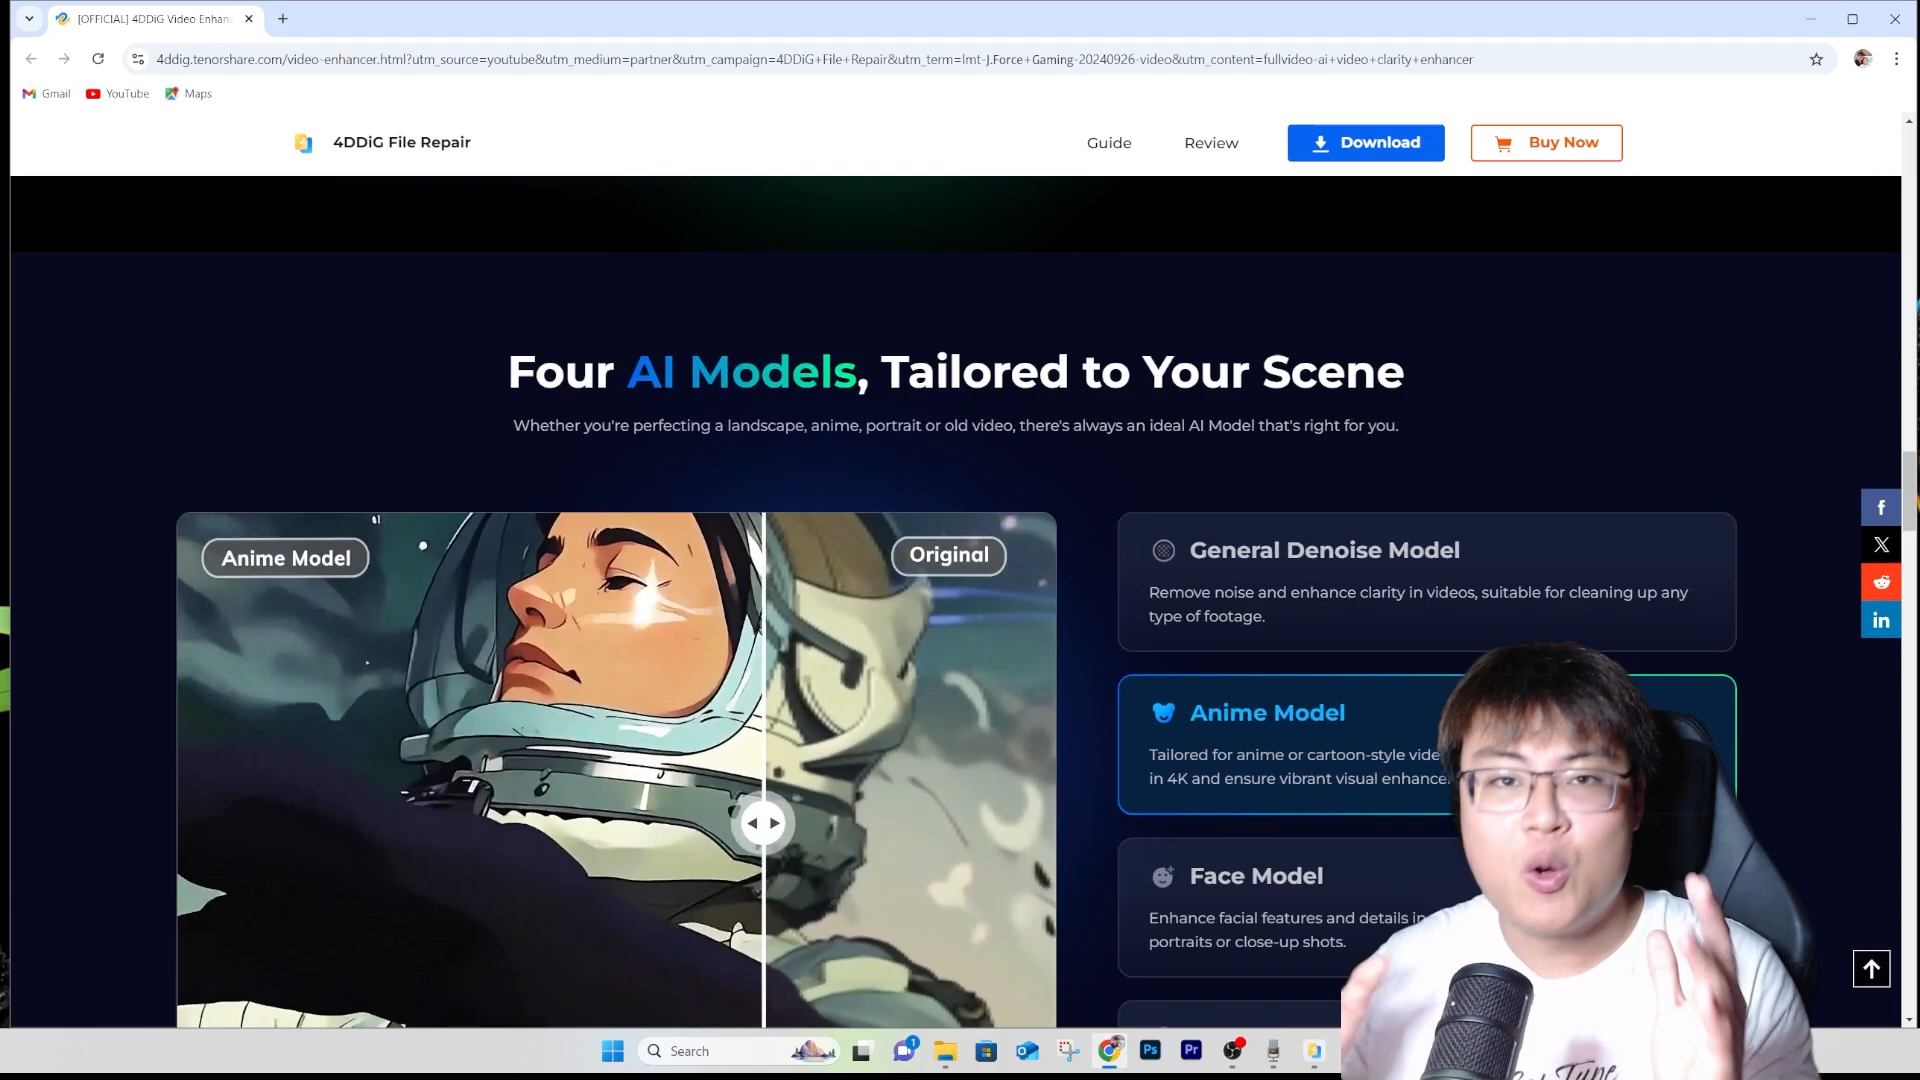 [OFFICIAL] 4DDiG Video Enhanc
4ddig.tenorshare.com/video-enhancer.html?utm_source=youtube&utm_medium=partner&utm_campaign=4DDiG+File+Repair&utm_term=lmt-J.Force+Gaming-20240926-video&utm_content=fullvideo-ai+video+clarity+enhancer
Gmail YouTube Maps
4DDiG File Repair Guide Review Download Buy Now
Four AI Models, Tailored to Your Scene
Whether you're perfecting a landscape, anime, portrait or old video, there's always an ideal AI Model that's right for you.
Anime Model
Original
General Denoise Model
Remove noise and enhance clarity in videos, suitable for cleaning up any
type of footage.
Anime Model
Tailored for anime or cartoon-style vide
in 4K and ensure vibrant visual enhance
Face Model
Enhance facial features and details in
portraits or close-up shots.
f
X
in
Search
1
Ps
Pr